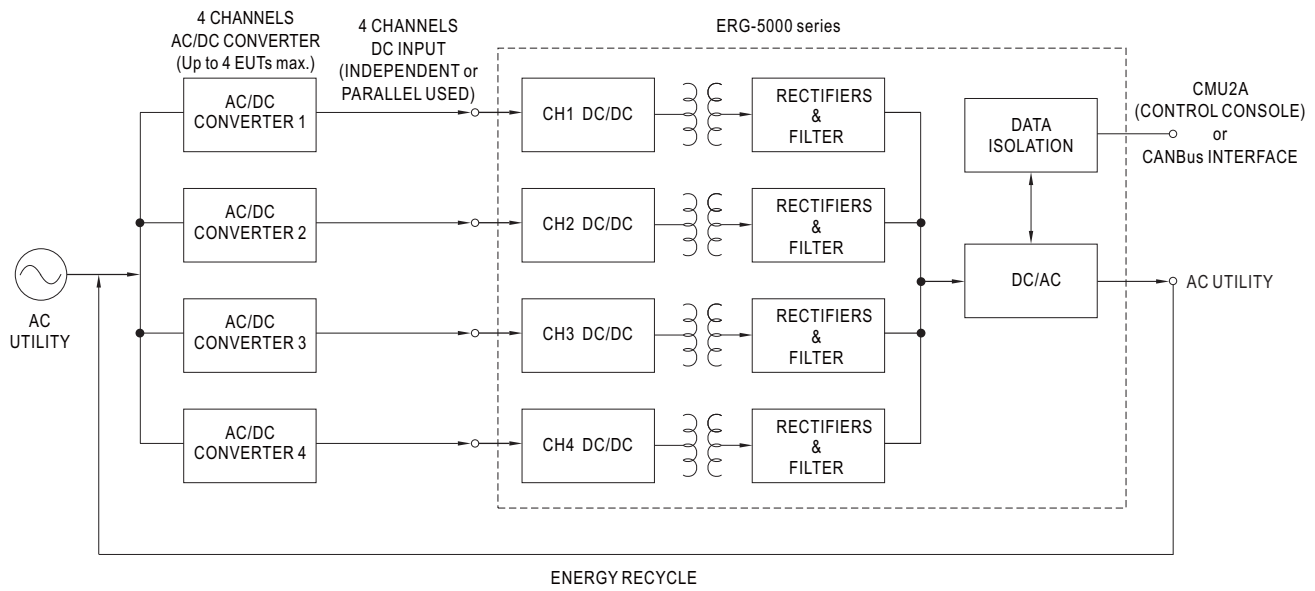 4 CHANNELS
AC/DC CONVERTER
(Up to 4 EUTs max.)
4 CHANNELS
DC INPUT
(INDEPENDENT or
PARALLEL USED)
ERG-5000 series
AC/DC
CONVERTER 1
CH1 DC/DC
RECTIFIERS
&
FILTER
DATA
ISOLATION
CMU2A
(CONTROL CONSOLE)
or
CANBus INTERFACE
AC/DC
CONVERTER 2
CH2 DC/DC
RECTIFIERS
&
FILTER
AC
UTILITY
DC/AC
AC UTILITY
AC/DC
CONVERTER 3
CH3 DC/DC
RECTIFIERS
&
FILTER
AC/DC
CONVERTER 4
CH4 DC/DC
RECTIFIERS
&
FILTER
ENERGY RECYCLE